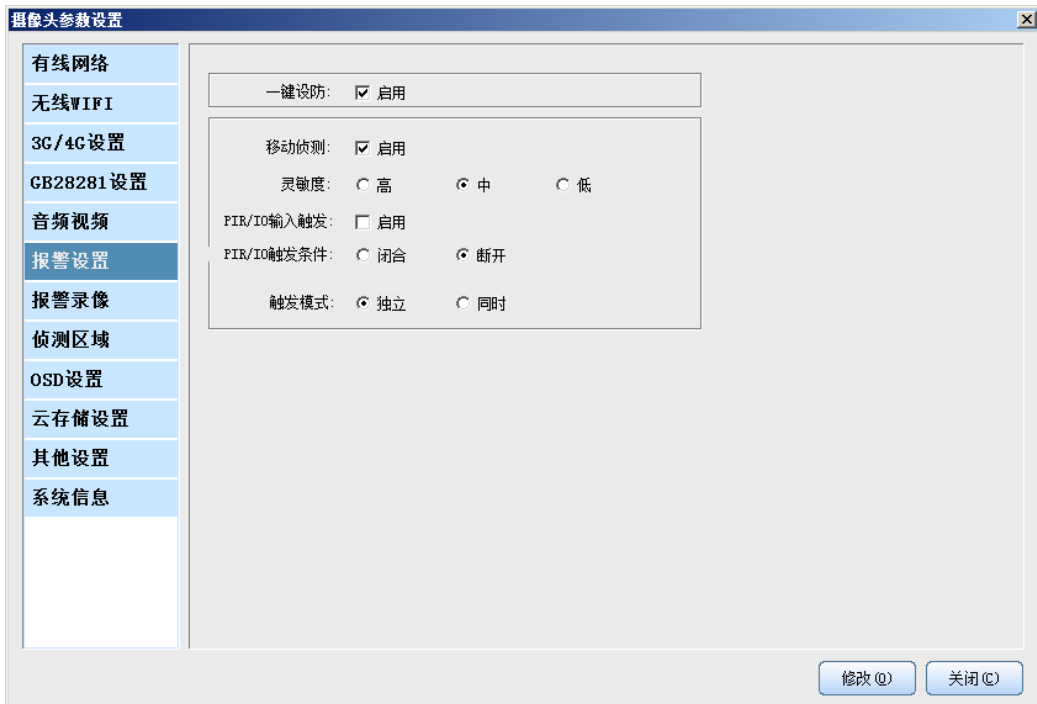 摄像头参数设置
有线网络
无线WIFI
3G/4G设置
GB28281设置
音频视频
报警设置
报警录像
侦测区域
OSD设置
云存储设置
其他设置
系统信息
一键设防: 启用
移动侦测: 启用
灵敏度: 高 中 低
PIR/IO输入触发: 启用
PIR/IO触发条件: 闭合 断开
触发模式: 独立 同时
修改(O) 关闭(C)